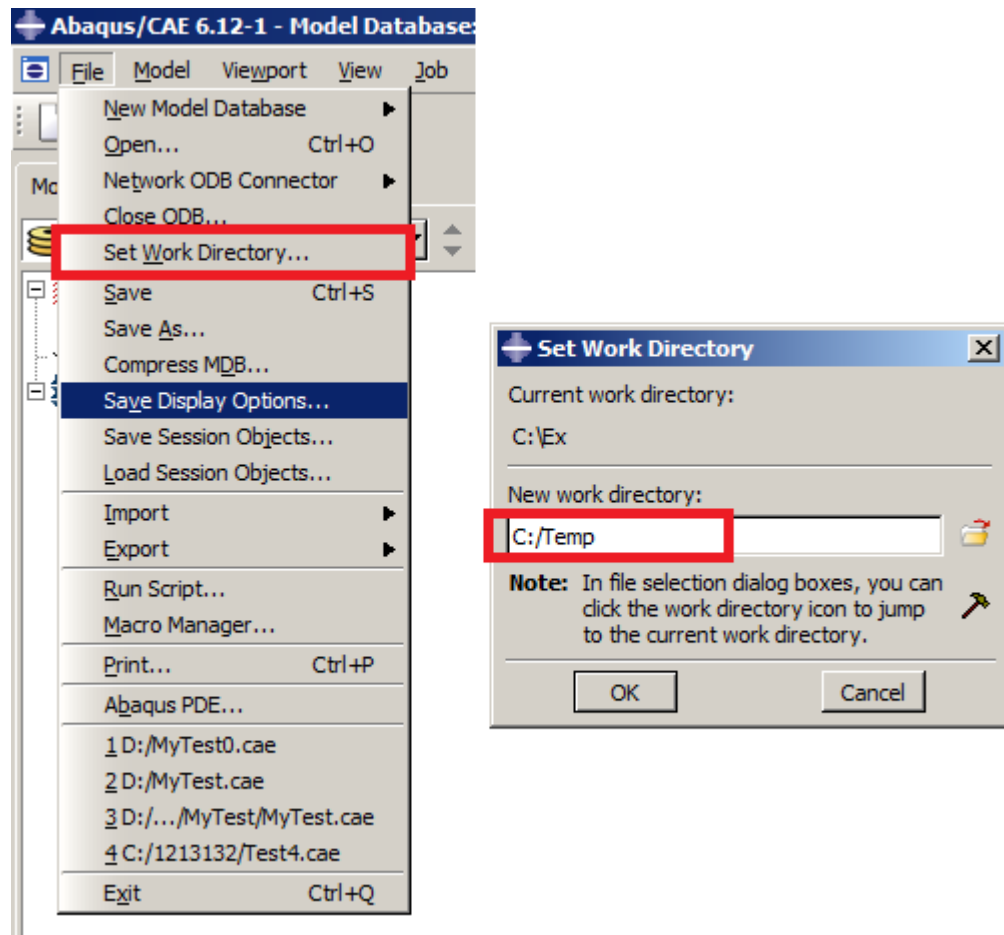 Abaqus/CAE 6.12-1 - Model Database:
File Model Viewport View Job
New Model Database
Open... Ctrl+O
Network ODB Connector
Close ODB...
Set Work Directory...
Save Ctrl+S
Save As...
Compress MDB...
Save Display Options...
Save Session Objects...
Load Session Objects...
Import
Export
Run Script...
Macro Manager...
Print... Ctrl+P
Abaqus PDE...
1 D:/MyTest0.cae
2 D:/MyTest.cae
3 D:/.../MyTest/MyTest.cae
4 C:/1213132/Test4.cae
Exit Ctrl+Q
Set Work Directory
Current work directory:
C:\Ex
New work directory:
C:/Temp
Note: In file selection dialog boxes, you can
click the work directory icon to jump
to the current work directory.
OK Cancel